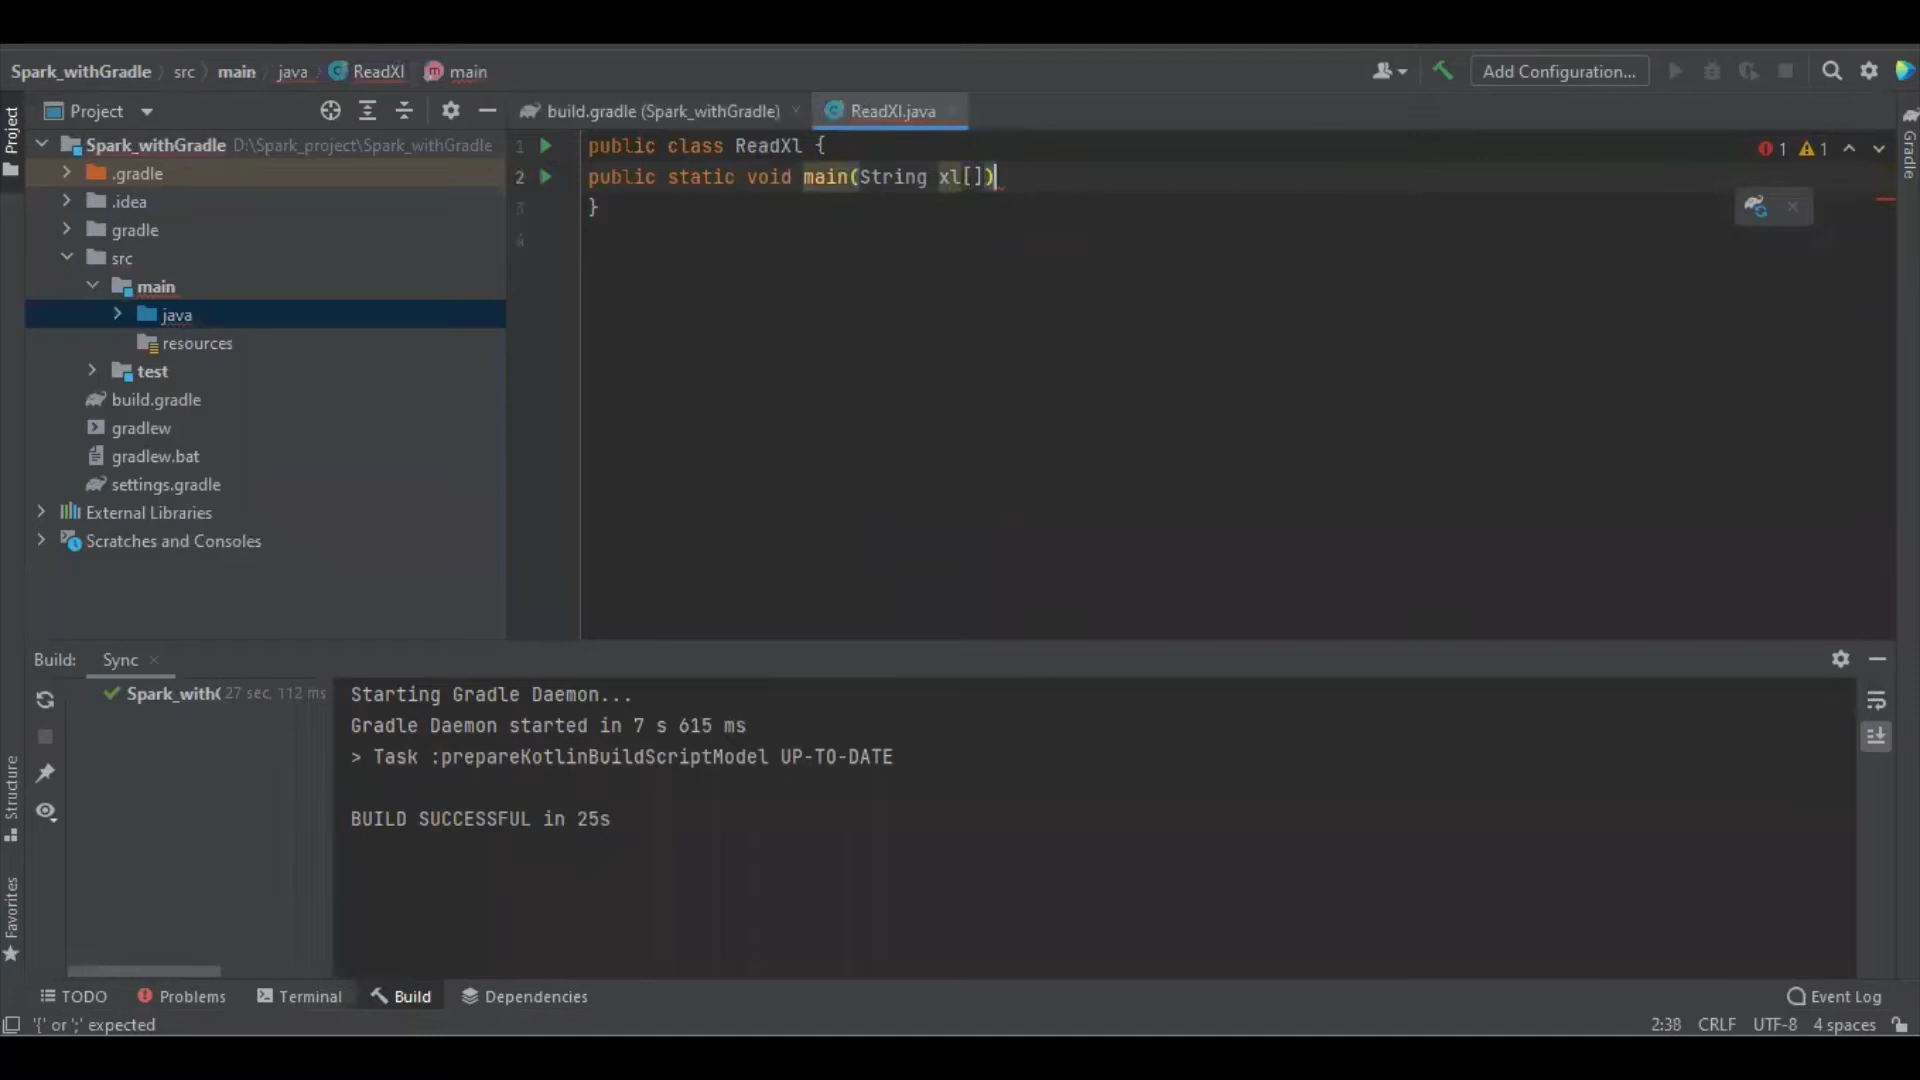 Spark_withGradle src main java ReadXl main Add Configuration...
Project build.gradle (Spark_withGradle) ReadXl.java
Project
Spark_withGradle D:\Spark_project\Spark_withGradle
.gradle
.idea
gradle
src
main
java
resources
test
build.gradle
gradlew
gradlew.bat
settings.gradle
External Libraries
Scratches and Consoles
1 public class ReadXl {
2 public static void main(String xl[])
3 }
4
1 1
Gradle
Build: Sync
Spark_with( 27 sec, 112 ms
Starting Gradle Daemon...
Gradle Daemon started in 7 s 615 ms
> Task :prepareKotlinBuildScriptModel UP-TO-DATE
BUILD SUCCESSFUL in 25s
Structure
Favorites
TODO Problems Terminal Build Dependencies Event Log
'{' or ';' expected 2:38 CRLF UTF-8 4 spaces